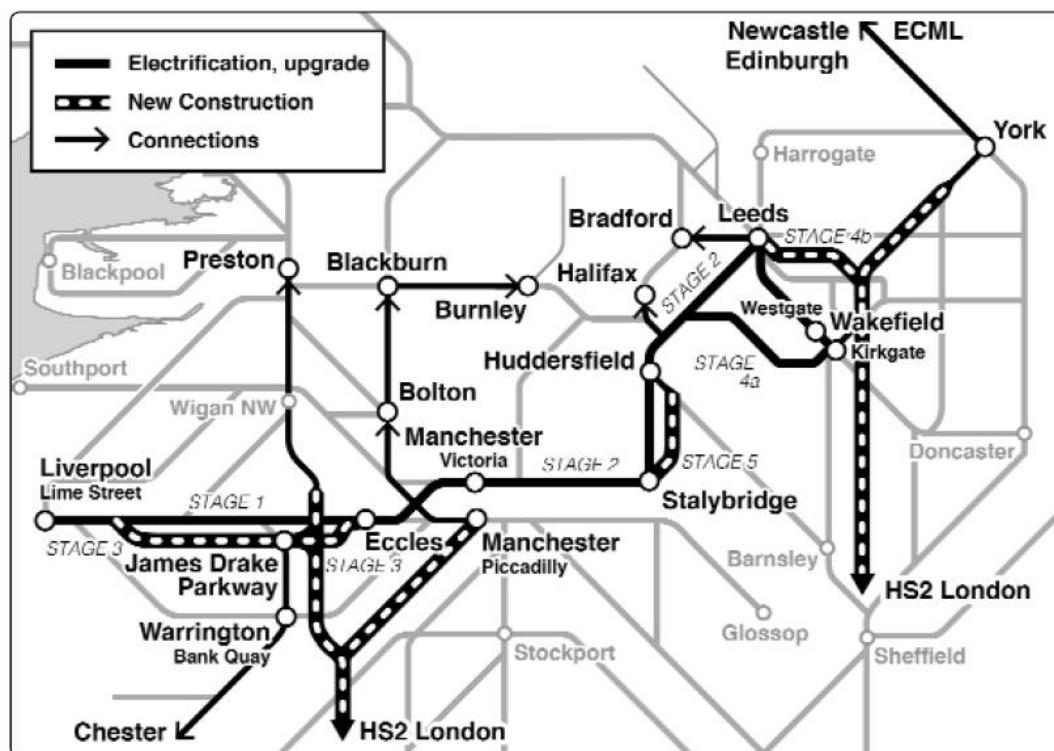 Electrification, upgrade
New Construction
Connections
Newcastle
Edinburgh
ECML
York
Harrogate
Bradford
Leeds
STAGE 4b
Blackpool
Preston
Blackburn
Burnley
Halifax
STAGE 2
Westgate
Wakefield
Kirkgate
Southport
Wigan NW
Bolton
Huddersfield
STAGE
4a
Doncaster
Liverpool
Lime Street
STAGE 1
Manchester
Victoria
STAGE 2
STAGE 5
Stalybridge
STAGE 3
James Drake
Parkway
STAGE 3
Eccles
Manchester
Piccadilly
Barnsley
HS2 London
Warrington
Bank Quay
Stockport
Glossop
Sheffield
Chester
HS2 London